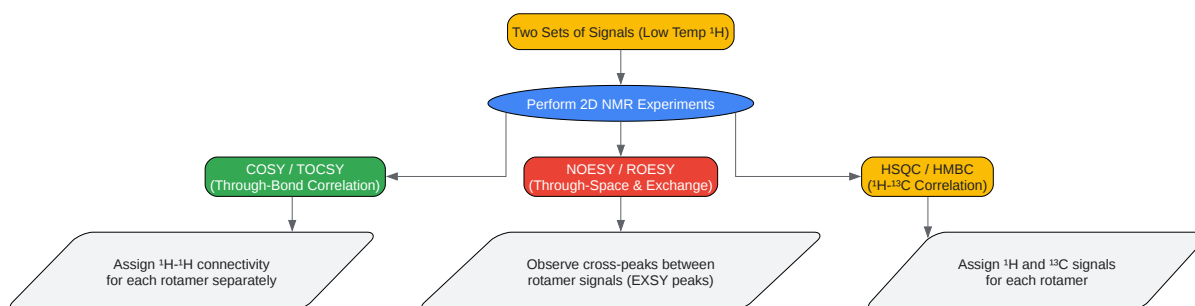 Two Sets of Signals (Low Temp ¹H)
Perform 2D NMR Experiments
COSY / TOCSY
(Through-Bond Correlation)
NOESY / ROESY
(Through-Space & Exchange)
HSQC / HMBC
(¹H-¹³C Correlation)
Assign ¹H-¹H connectivity
for each rotamer separately
Observe cross-peaks between
rotamer signals (EXSY peaks)
Assign ¹H and ¹³C signals
for each rotamer